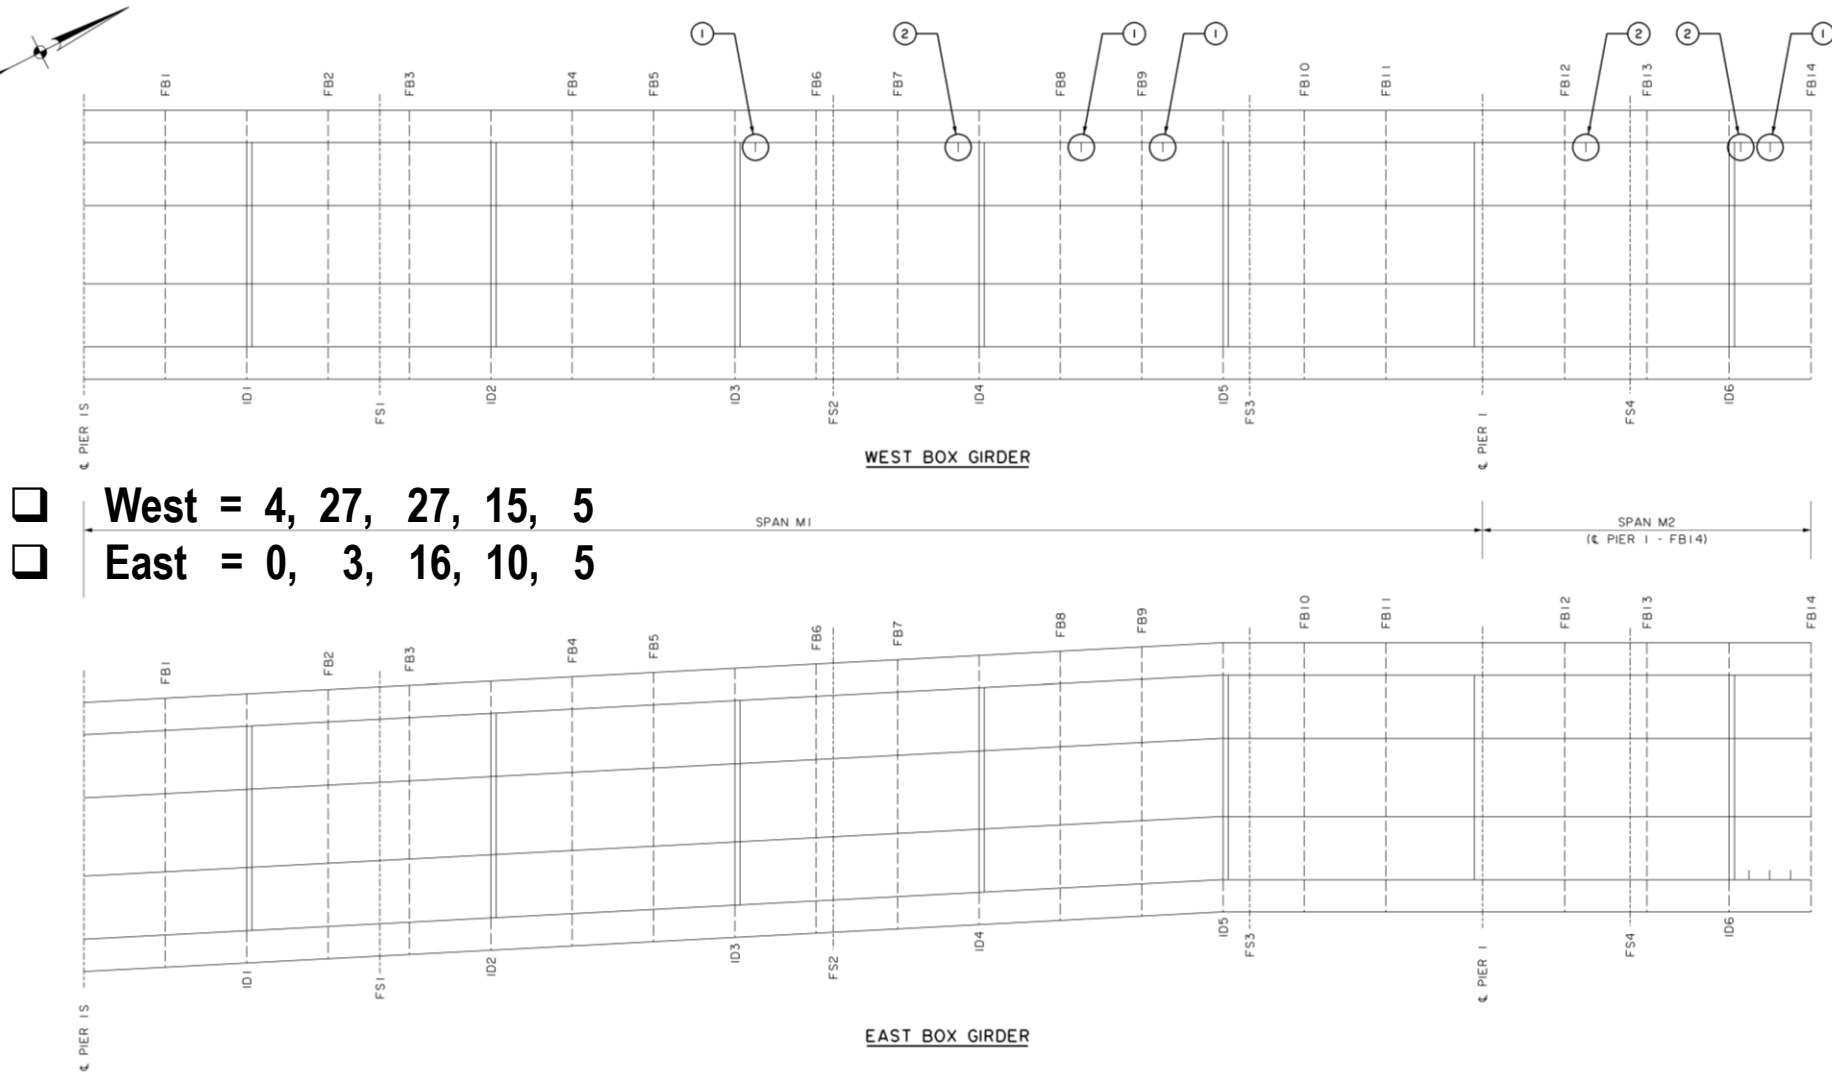 1 2 1 1 2 2 1
FB1 FB2 FB3 FB4 FB5 FB6 FB7 FB8 FB9 FB10 FB11 FB12 FB13 FB14
℄ PIER 1S ID1 FS1 ID2 ID3 FS2 ID4 ID5 FS3 ℄ PIER 1 FS4 ID6
WEST BOX GIRDER
❑ West = 4, 27, 27, 15, 5
❑ East = 0, 3, 16, 10, 5
SPAN M1
SPAN M2
(℄ PIER 1 - FB14)
FB1 FB2 FB3 FB4 FB5 FB6 FB7 FB8 FB9 FB10 FB11 FB12 FB13 FB14
℄ PIER 1S ID1 FS1 ID2 ID3 FS2 ID4 ID5 FS3 ℄ PIER 1 FS4 ID6
EAST BOX GIRDER